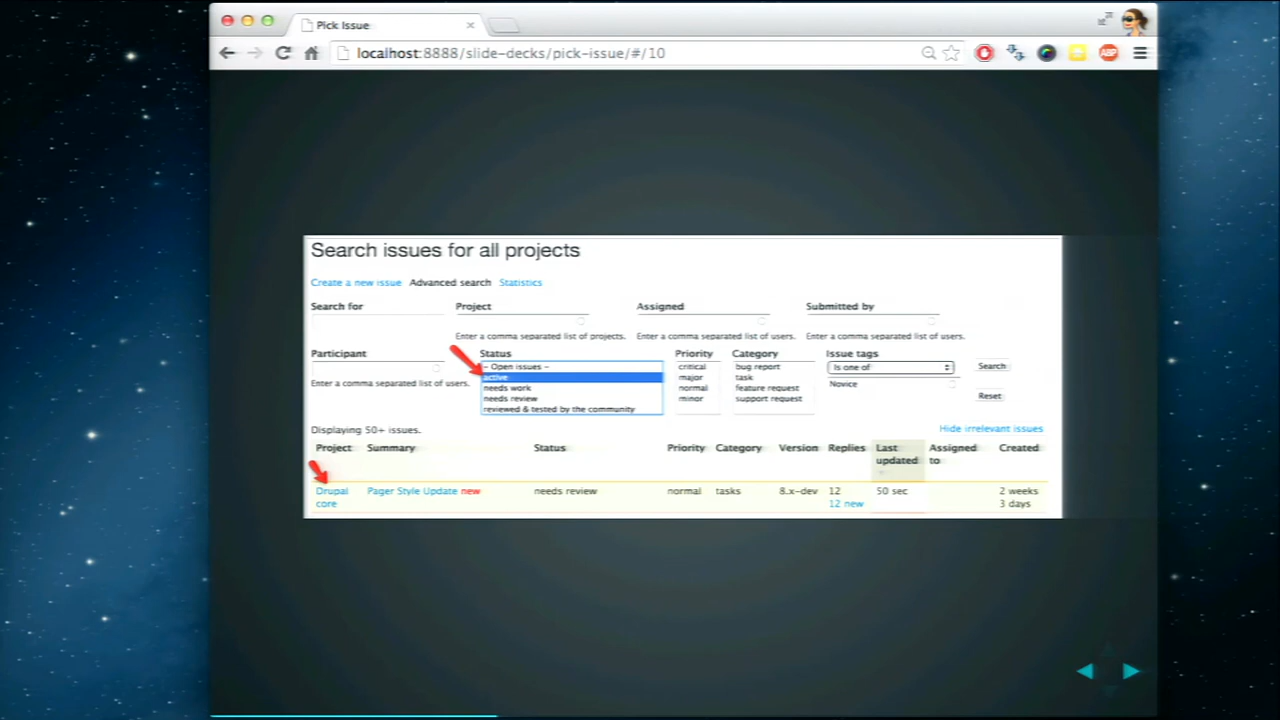 Pick Issue
localhost:8888/slide-decks/pick-issue/#/10
ABP
Search issues for all projects
Create a new issue Advanced search Statistics
Search for Project Assigned Submitted by
Enter a comma separated list of projects. Enter a comma separated list of users. Enter a comma separated list of users.
Participant Status Priority Category Issue tags
- Open issues - critical bug report Is one of Search
active major task
Enter a comma separated list of users. needs work normal feature request Novice
needs review minor support request Reset
reviewed & tested by the community
Displaying 50+ issues. Hide irrelevant issues
Project Summary Status Priority Category Version Replies Last updated Assigned to Created
Drupal core Pager Style Update new needs review normal tasks 8.x-dev 12 50 sec 2 weeks
12 new 3 days